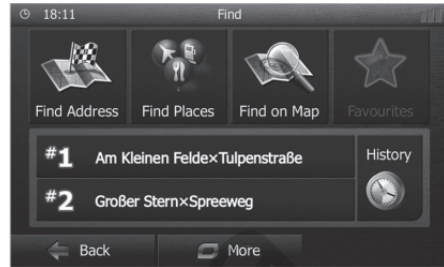 18:11 Find
Find Address Find Places Find on Map Favourites
#1 Am Kleinen Felde×Tulpenstraße History
#2 Großer Stern×Spreeweg
Back More